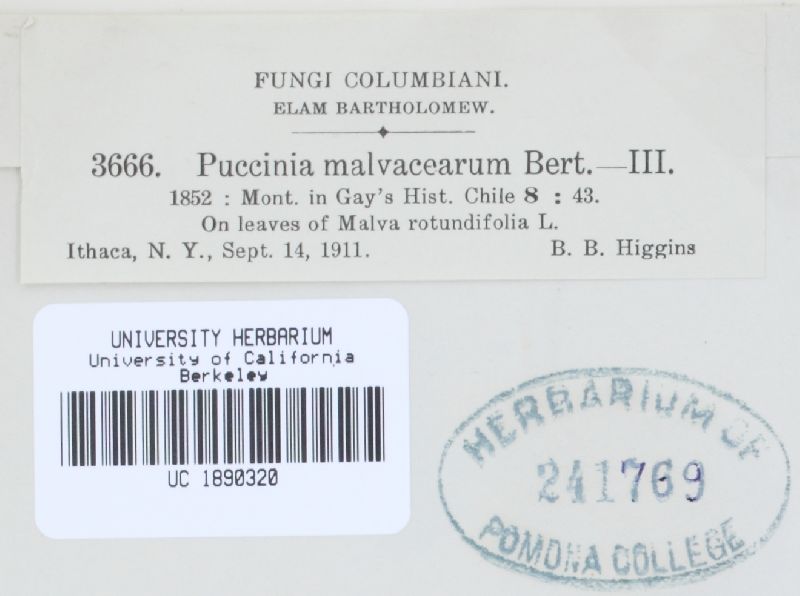 FUNGI COLUMBIANI.
ELAM BARTHOLOMEW.
3666. Puccinia malvacearum Bert.—III.
1852 : Mont. in Gay's Hist. Chile 8 : 43.
On leaves of Malva rotundifolia L.
Ithaca, N. Y., Sept. 14, 1911. B. B. Higgins
UNIVERSITY HERBARIUM
University of California
Berkeley
UC 1890320
HERBARIUM OF
241769
POMONA COLLEGE